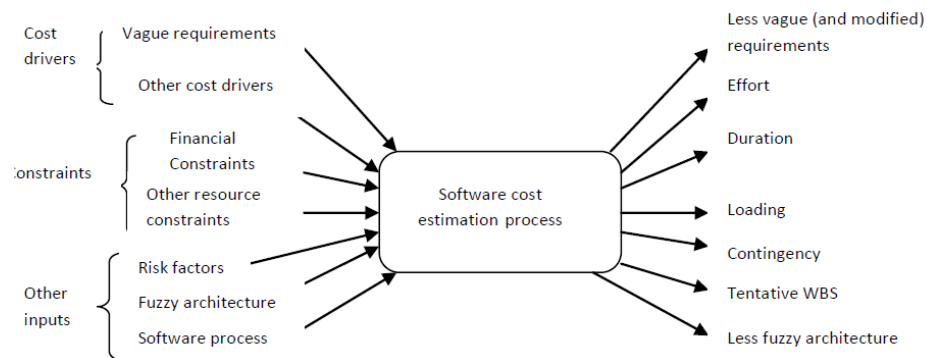 Cost
drivers
Vague requirements
Other cost drivers
Financial
Constraints
Constraints
Other resource
constraints
Other
inputs
Risk factors
Fuzzy architecture
Software process
Software cost
estimation process
Less vague (and modified)
requirements
Effort
Duration
Loading
Contingency
Tentative WBS
Less fuzzy architecture